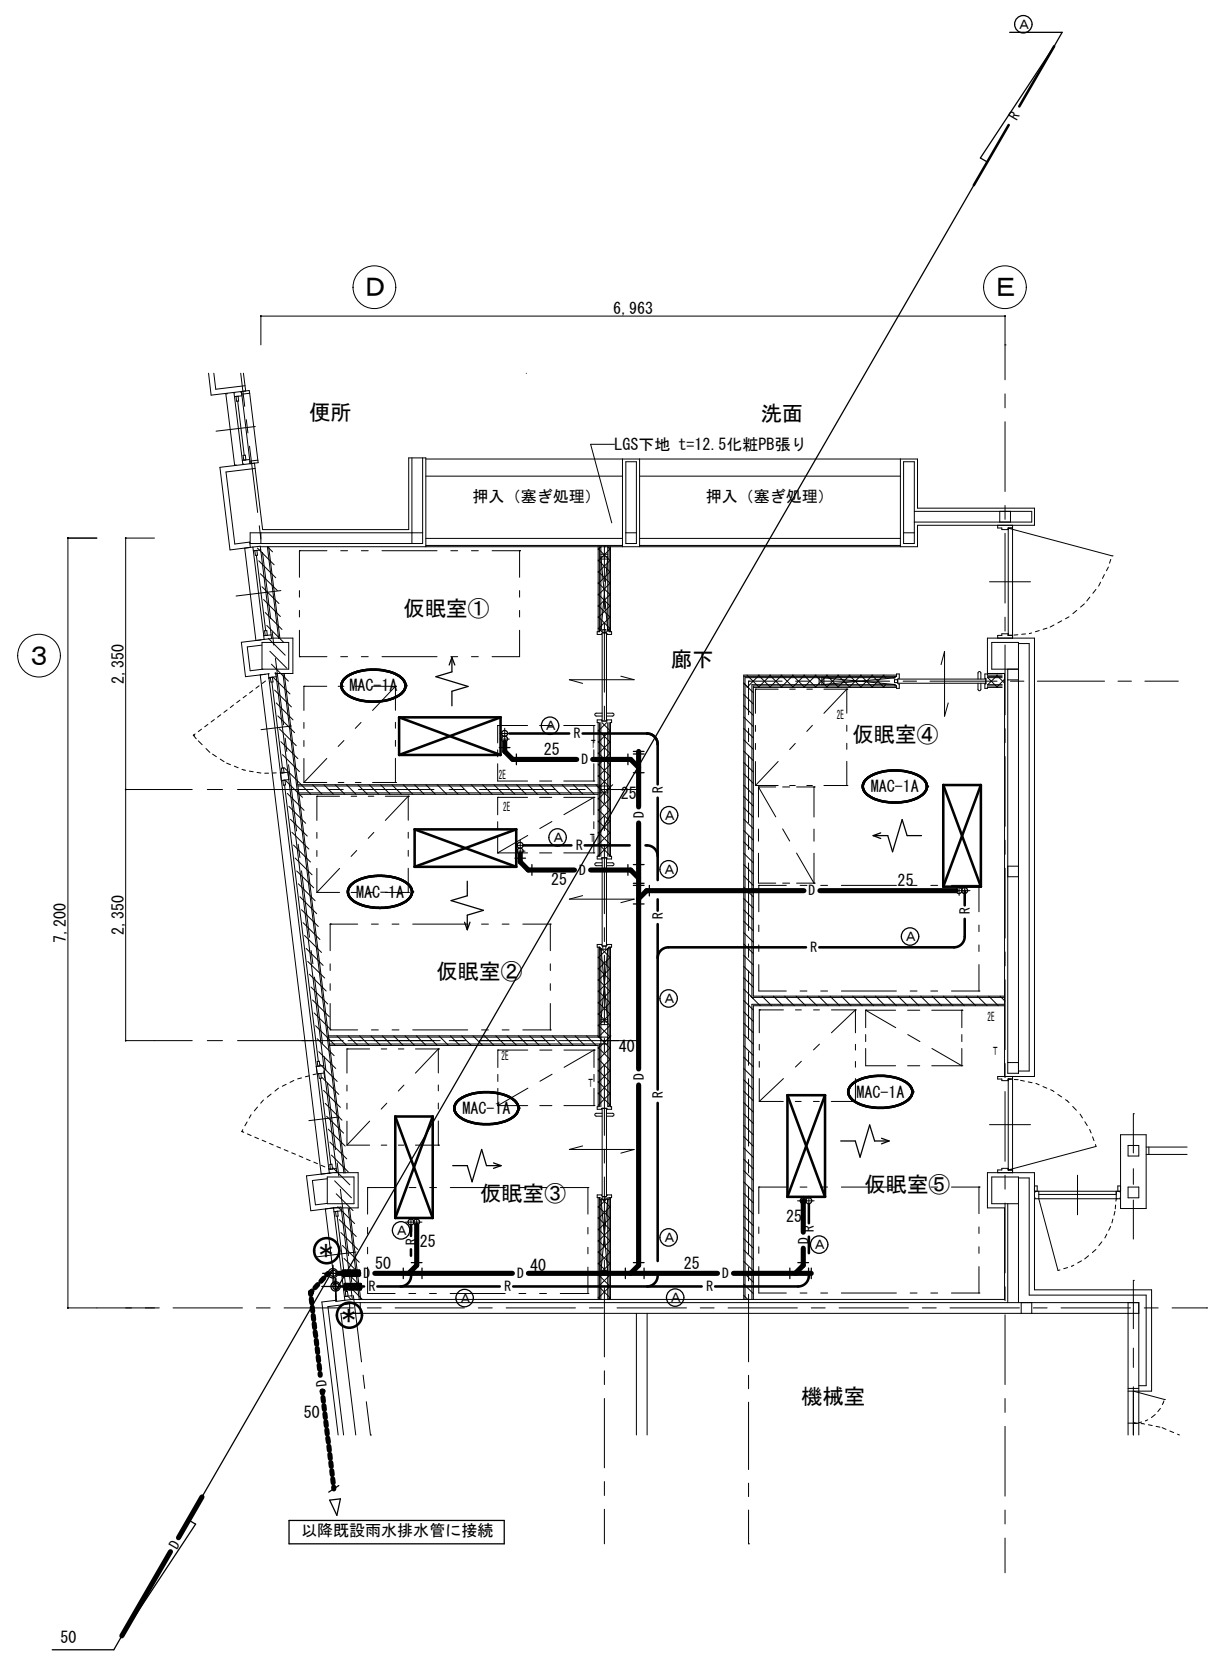 Ⓐ
R
D
E
6,963
便所
洗面
LGS下地 t=12.5化粧PB張り
押入（塞ぎ処理）
押入（塞ぎ処理）
仮眠室①
3
2,350
廊下
MAC-1A
2E
仮眠室④
Ⓐ
R
T
25
D
2E
MAC-1A
25
R
2E
D
Ⓐ
Ⓐ
R
T
Ⓐ
D
25
MAC-1A
D
25
7,200
2,350
R
R
Ⓐ
R
仮眠室②
Ⓐ
2E
40
2E
T
D
T
MAC-1A
R
MAC-1A
仮眠室③
仮眠室⑤
25
Ⓐ
R
25
Ⓐ
R
D
Ⓐ
*
50
D
40
D
25
D
R
R
R
Ⓐ
Ⓐ
*
D
50
機械室
以降既設雨水排水管に接続
D
50